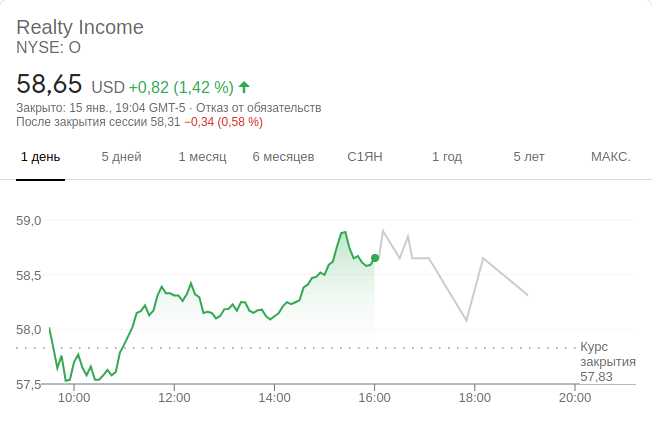 Realty Income
NYSE: O
58,65 USD +0,82 (1,42 %)
Закрыто: 15 янв., 19:04 GMT-5 · Отказ от обязательств
После закрытия сессии 58,31 −0,34 (0,58 %)
1 день 5 дней 1 месяц 6 месяцев С1ЯН 1 год 5 лет МАКС.
59,0
58,5
58,0
Курс
закрытия
57,83
57,5
10:00 12:00 14:00 16:00 18:00 20:00